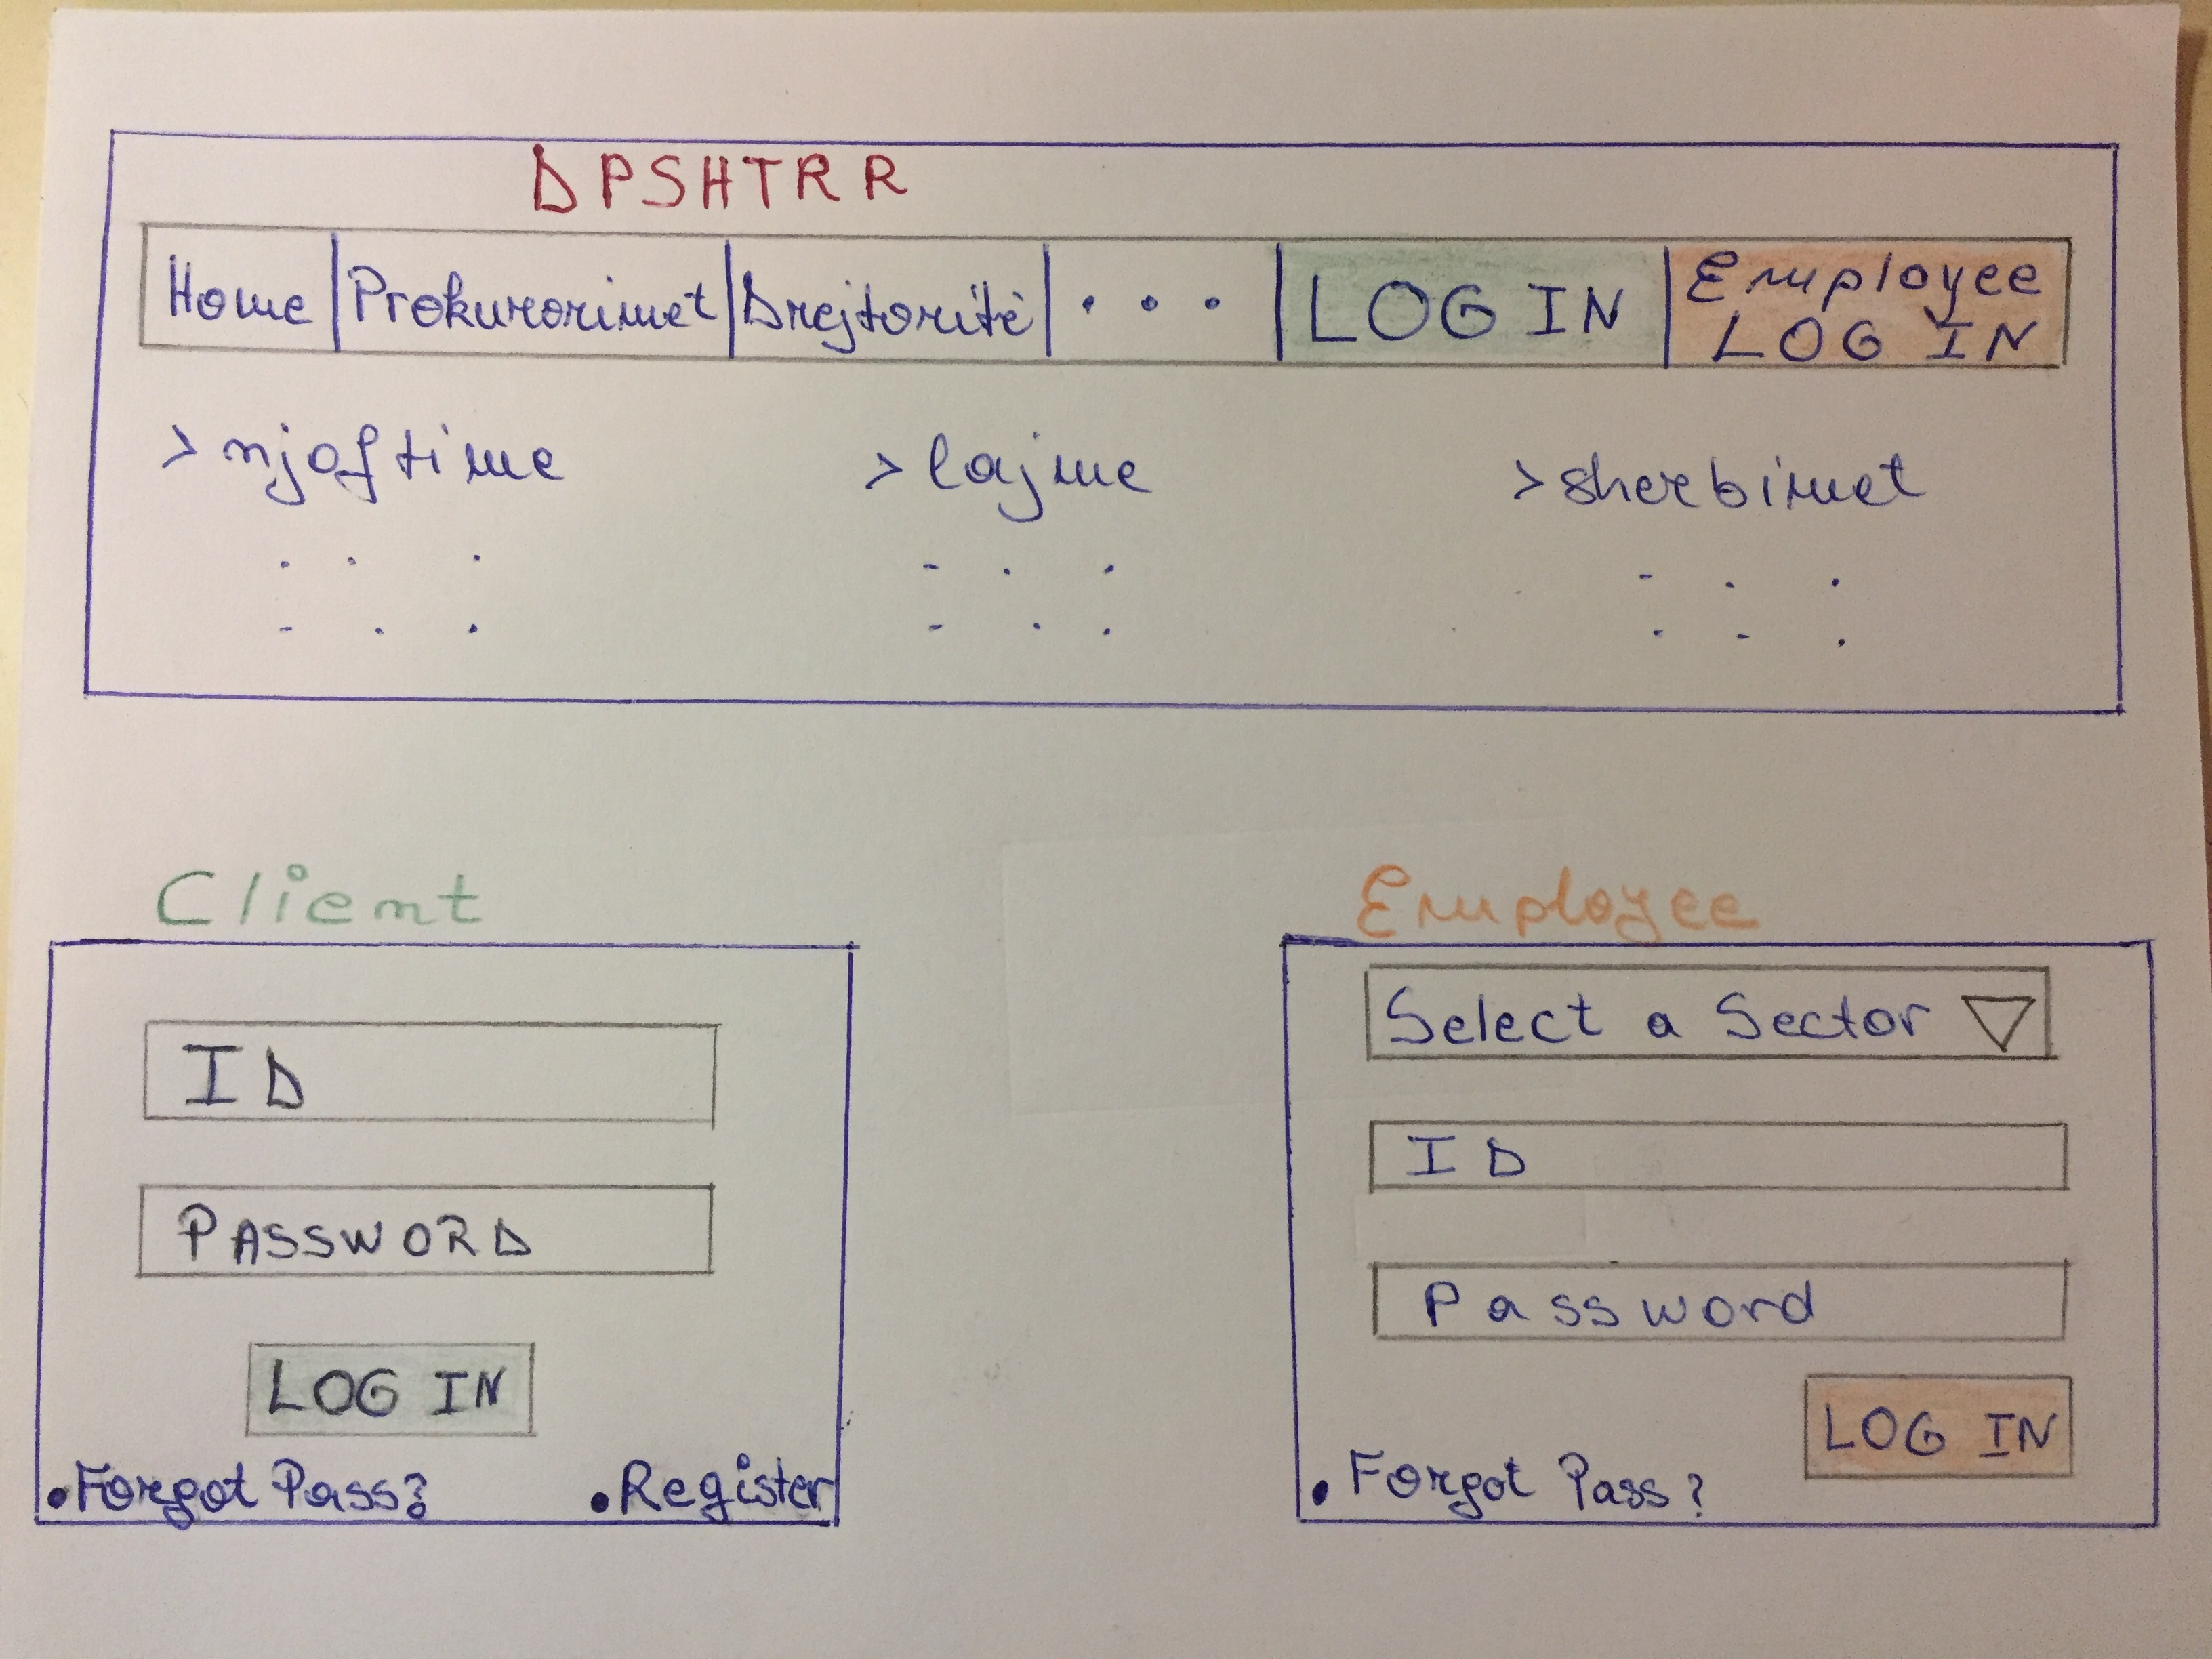 DPSHTRR
Home Prokurorimet Drejtoritë . . . LOG IN Employee LOG IN
> njoftime > lajme > sherbimet
Client Employee
ID
PASSWORD
LOG IN
• Forgot Pass? • Register
Select a Sector
ID
Password
LOG IN
• Forgot Pass?